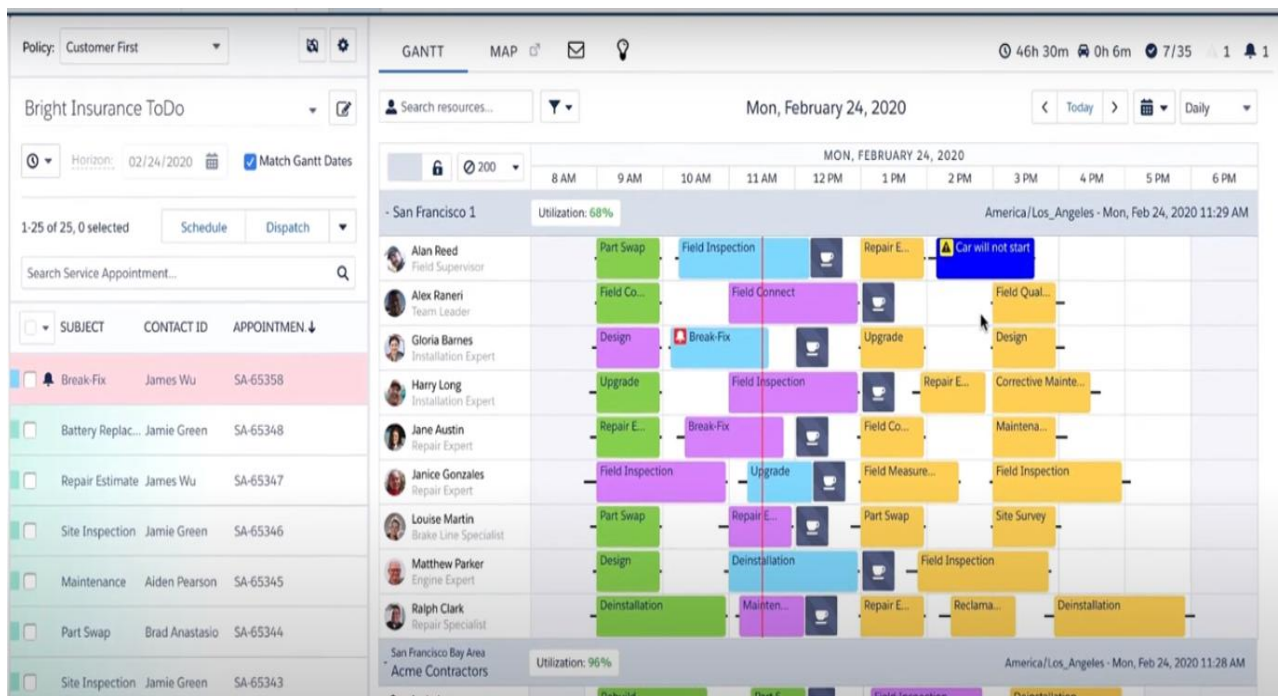 Policy: Customer First
GANTT MAP 46h 30m 0h 6m 7/35 1 1
Bright Insurance ToDo
Search resources... Mon, February 24, 2020 Today Daily
Horizon: 02/24/2020 Match Gantt Dates
200
MON, FEBRUARY 24, 2020
8 AM 9 AM 10 AM 11 AM 12 PM 1 PM 2 PM 3 PM 4 PM 5 PM 6 PM
1-25 of 25, 0 selected Schedule Dispatch
Search Service Appointment...
SUBJECT CONTACT ID APPOINTMEN.
Break-Fix James Wu SA-65358
Battery Replac... Jamie Green SA-65348
Repair Estimate James Wu SA-65347
Site Inspection Jamie Green SA-65346
Maintenance Aiden Pearson SA-65345
Part Swap Brad Anastasio SA-65344
Site Inspection Jamie Green SA-65343
- San Francisco 1 Utilization: 68% America/Los_Angeles - Mon, Feb 24, 2020 11:29 AM
Alan Reed
Field Supervisor
Part Swap Field Inspection Repair E... Car will not start
Alex Raneri
Team Leader
Field Co... Field Connect Field Qual...
Gloria Barnes
Installation Expert
Design Break-Fix Upgrade Design
Harry Long
Installation Expert
Upgrade Field Inspection Repair E... Corrective Mainte...
Jane Austin
Repair Expert
Repair E... Break-Fix Field Co... Maintena...
Janice Gonzales
Repair Expert
Field Inspection Upgrade Field Measure... Field Inspection
Louise Martin
Brake Line Specialist
Part Swap Repair E... Part Swap Site Survey
Matthew Parker
Engine Expert
Design Deinstallation Field Inspection
Ralph Clark
Repair Specialist
Deinstallation Mainten... Repair E... Reclama... Deinstallation
San Francisco Bay Area
- Acme Contractors Utilization: 96% America/Los_Angeles - Mon, Feb 24, 2020 11:28 AM